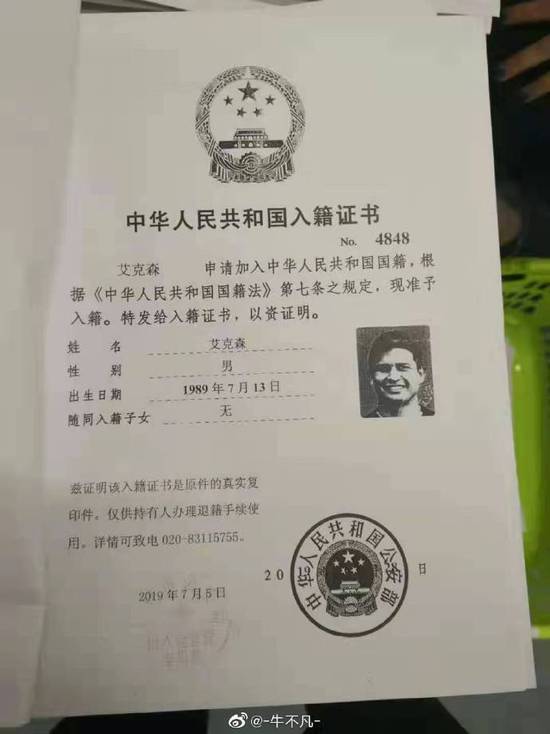 中华人民共和国入籍证书
No. 4848
艾克森 申请加入中华人民共和国国籍，根
据《中华人民共和国国籍法》第七条之规定，现准予
入籍。特发给入籍证书，以资证明。
姓 名 艾克森
性 别 男
出生日期 1989年7月13日
随同入籍子女 无
兹证明该入籍证书是原件的真实复
印件。仅供持有人办理退籍手续使
用。详情可致电 020-83115755。
2019年7月5日
20 日
中华人民共和国公安部
@-牛不凡-